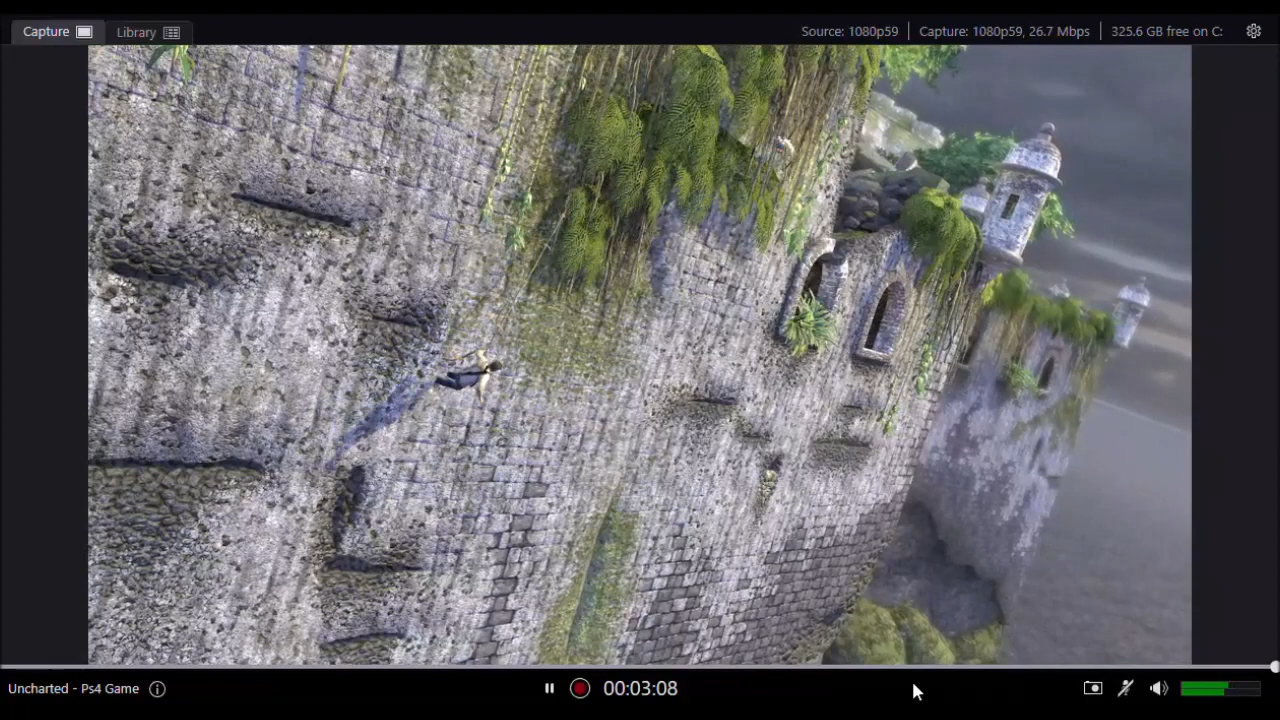 Capture
Library
Source: 1080p59
Capture: 1080p59, 26.7 Mbps
325.6 GB free on C:
Uncharted - Ps4 Game
00:03:08